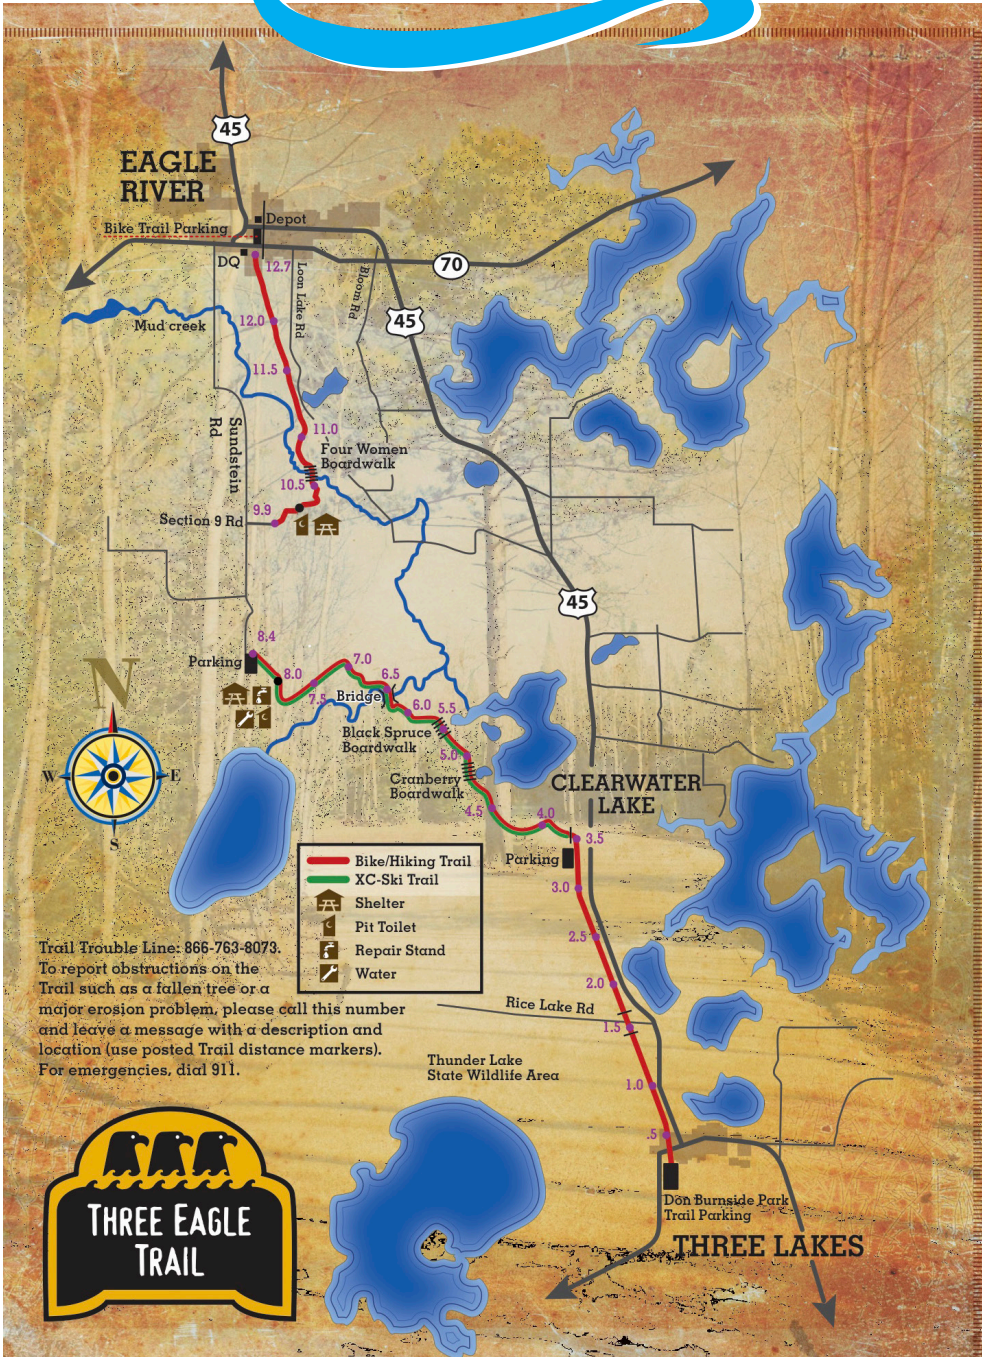 45
EAGLE
RIVER
Depot
Bike Trail Parking
DQ
12.7
70
Loon Lake Rd
Bloom Rd
45
Mud creek
12.0
11.5
11.0
Sundstein
Rd
Four Women
Boardwalk
10.5
9.9
Section 9 Rd
45
8.4
Parking
8.0
7.5
7.0
6.5
Bridge
6.0
5.5
Black Spruce
Boardwalk
5.0
Cranberry
Boardwalk
4.5
4.0
CLEARWATER
LAKE
3.5
Parking
3.0
N
W
E
S
Bike/Hiking Trail
XC-Ski Trail
Shelter
Pit Toilet
Repair Stand
Water
2.5
2.0
Rice Lake Rd
1.5
Trail Trouble Line: 866-763-8073.
To report obstructions on the
Trail such as a fallen tree or a
major erosion problem, please call this number
and leave a message with a description and
location (use posted Trail distance markers).
For emergencies, dial 911.
Thunder Lake
State Wildlife Area
1.0
.5
Don Burnside Park
Trail Parking
THREE LAKES
THREE EAGLE
TRAIL